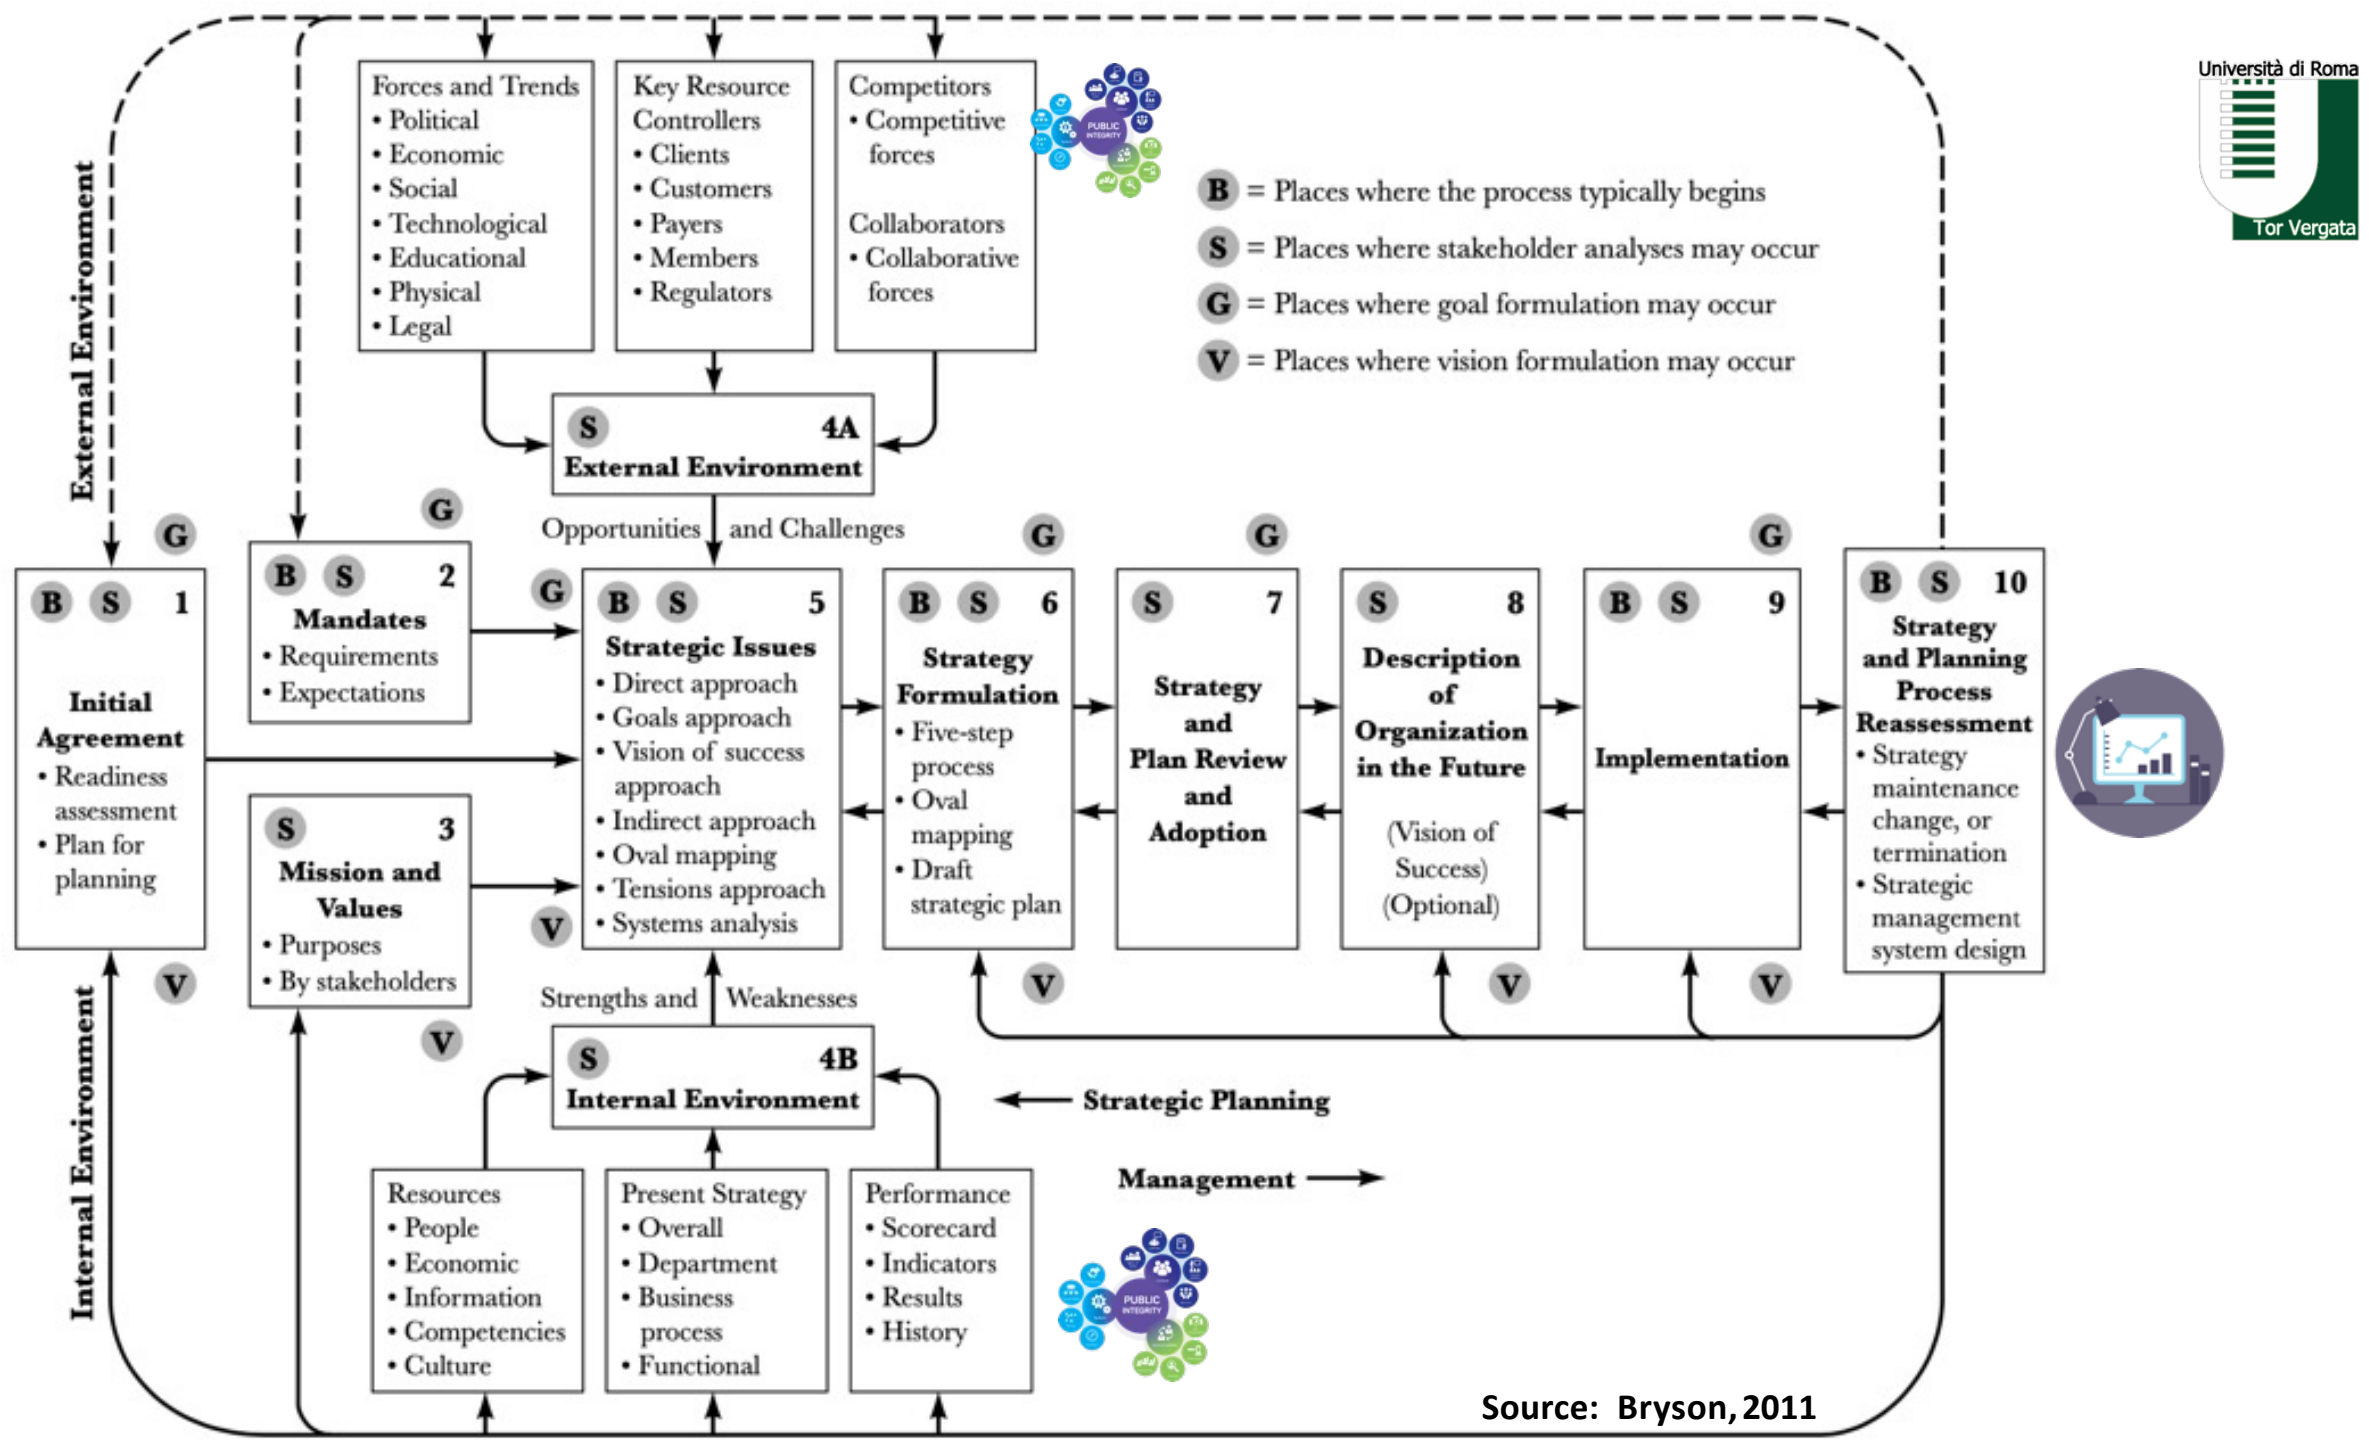 Università di Roma
Tor Vergata
External Environment
Forces and Trends
• Political
• Economic
• Social
• Technological
• Educational
• Physical
• Legal
Key Resource
Controllers
• Clients
• Customers
• Payers
• Members
• Regulators
Competitors
• Competitive
forces
Collaborators
• Collaborative
forces
PUBLIC
INTEGRITY
B = Places where the process typically begins
S = Places where stakeholder analyses may occur
G = Places where goal formulation may occur
V = Places where vision formulation may occur
S 4A
External Environment
Opportunities and Challenges
G
B S 1
Initial
Agreement
• Readiness
assessment
• Plan for
planning
V
G
B S 2
Mandates
• Requirements
• Expectations
S 3
Mission and
Values
• Purposes
• By stakeholders
V
G
B S 5
Strategic Issues
• Direct approach
• Goals approach
• Vision of success
approach
• Indirect approach
• Oval mapping
• Tensions approach
• Systems analysis
V
G
B S 6
Strategy
Formulation
• Five-step
process
• Oval
mapping
• Draft
strategic plan
V
G
S 7
Strategy
and
Plan Review
and
Adoption
S 8
Description
of
Organization
in the Future
(Vision of
Success)
(Optional)
V
G
B S 9
Implementation
V
B S 10
Strategy
and Planning
Process
Reassessment
• Strategy
maintenance
change, or
termination
• Strategic
management
system design
Internal Environment
Strengths and Weaknesses
S 4B
Internal Environment
Strategic Planning
Management
Resources
• People
• Economic
• Information
• Competencies
• Culture
Present Strategy
• Overall
• Department
• Business
process
• Functional
Performance
• Scorecard
• Indicators
• Results
• History
PUBLIC
INTEGRITY
Source: Bryson, 2011